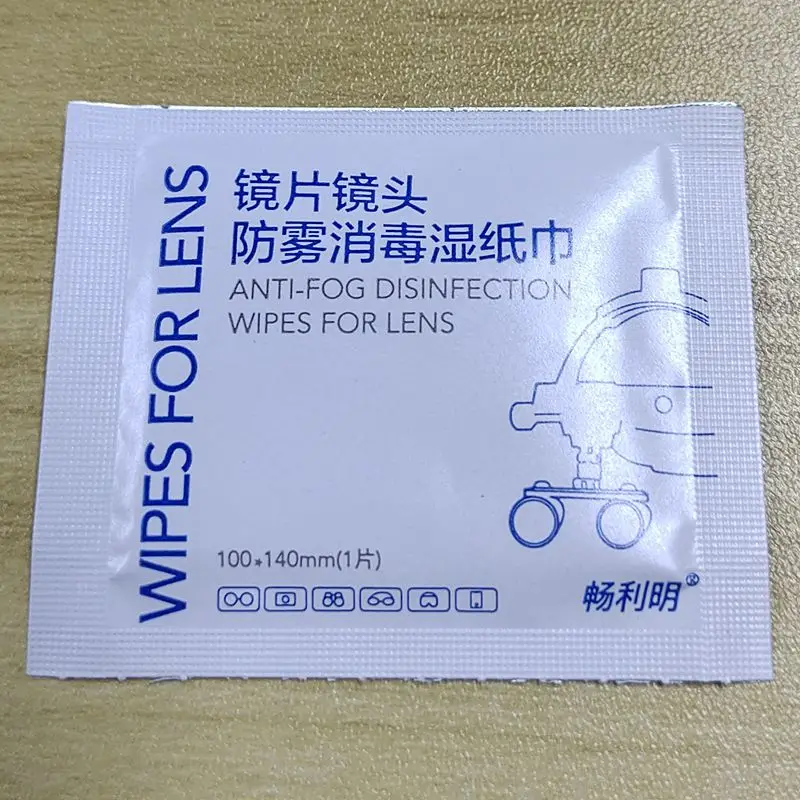 WIPES FOR LENS
镜片镜头
防雾消毒湿纸巾
ANTI-FOG DISINFECTION
WIPES FOR LENS
100*140mm(1片)
畅利明®